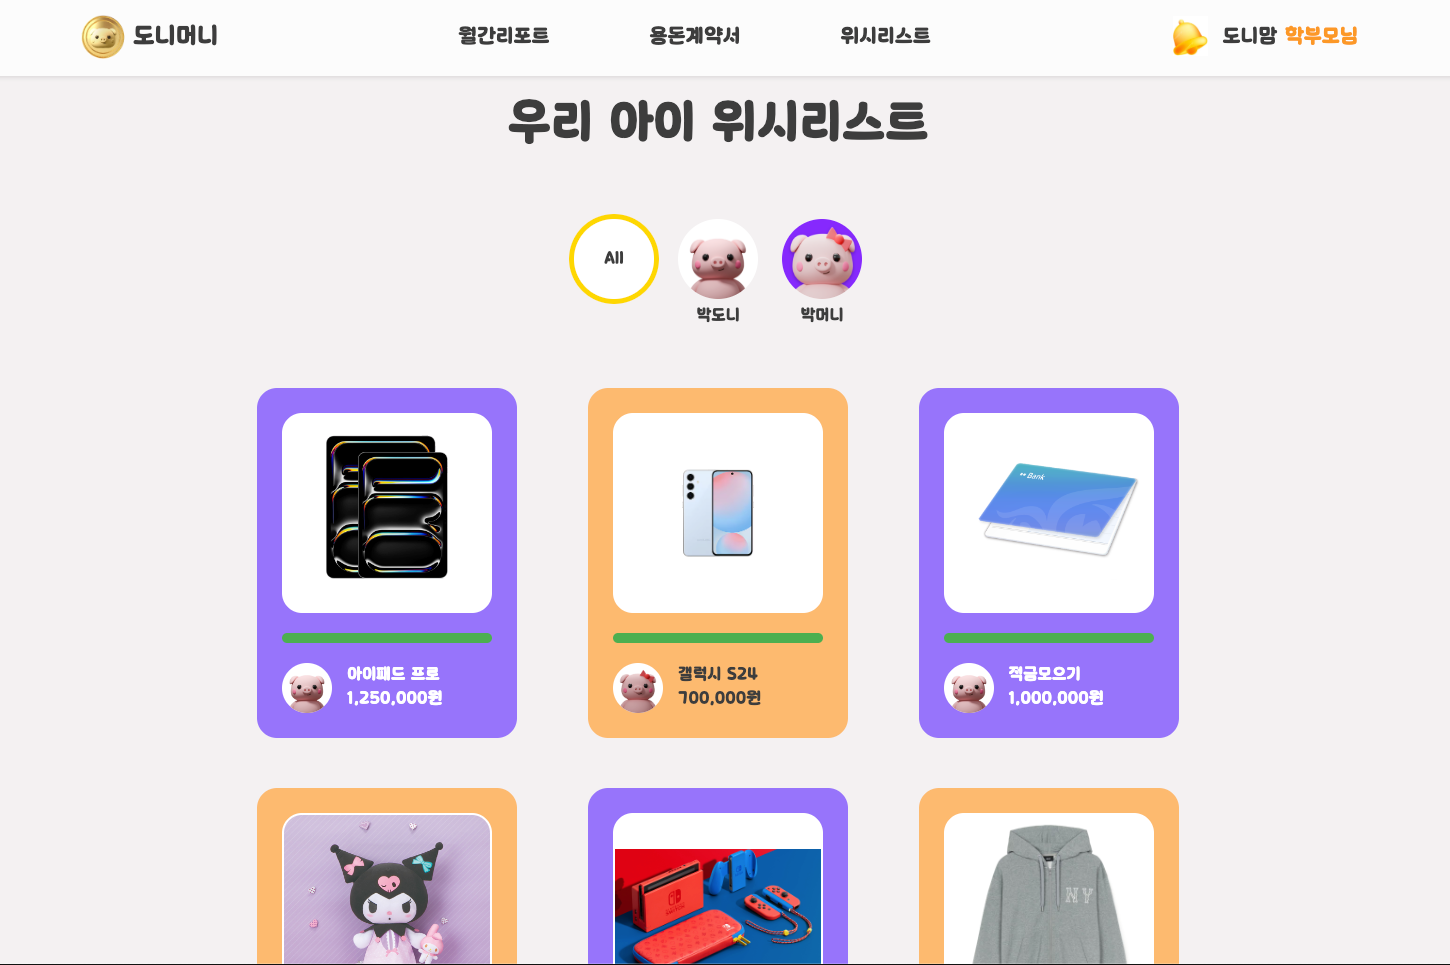 도니머니
월간리포트
용돈계약서
위시리스트
도니맘 학부모님
우리 아이 위시리스트
All
박도니
박머니
Bank
아이패드 프로
1,250,000원
갤럭시 S24
700,000원
적금모으기
1,000,000원
NY